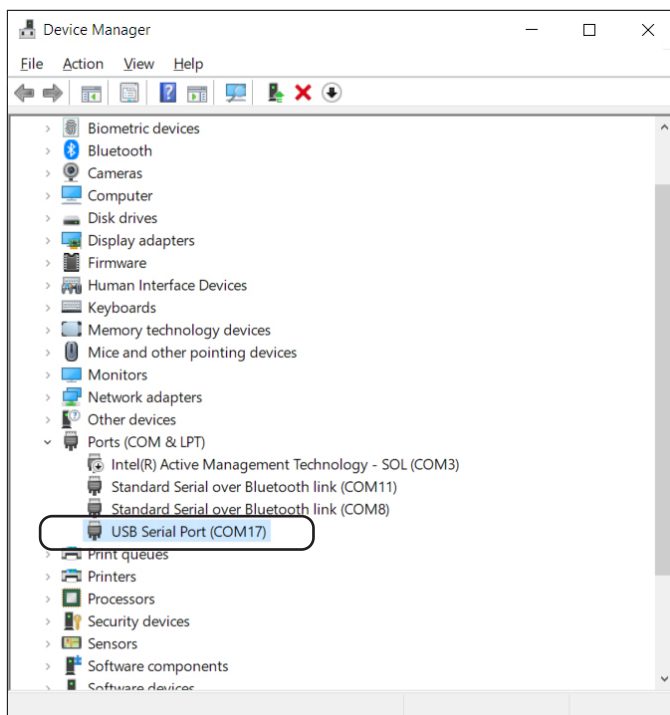 Device Manager
File Action View Help
Biometric devices
Bluetooth
Cameras
Computer
Disk drives
Display adapters
Firmware
Human Interface Devices
Keyboards
Memory technology devices
Mice and other pointing devices
Monitors
Network adapters
Other devices
Ports (COM & LPT)
Intel(R) Active Management Technology - SOL (COM3)
Standard Serial over Bluetooth link (COM11)
Standard Serial over Bluetooth link (COM8)
USB Serial Port (COM17)
Print queues
Printers
Processors
Security devices
Sensors
Software components
Software devices